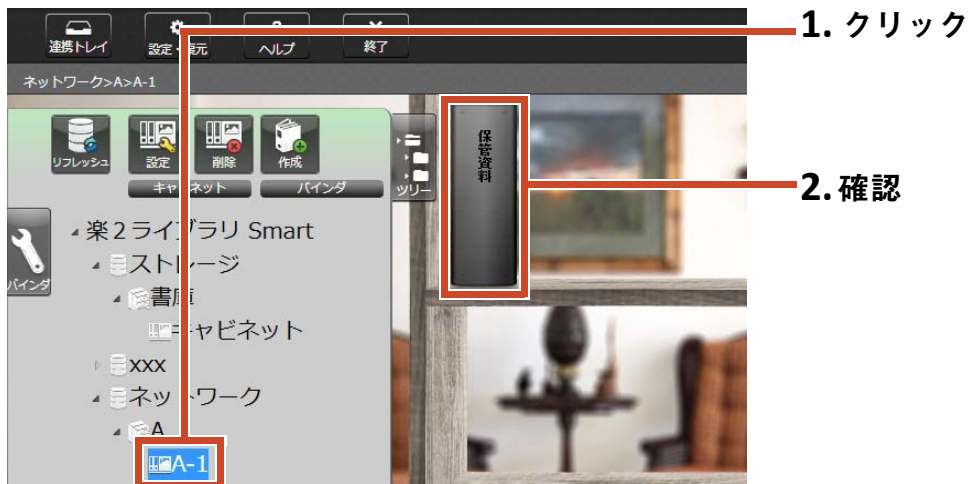 1. クリック
連携トレイ
設定・復元
ヘルプ
終了
ネットワーク>A>A-1
リフレッシュ
設定
削除
作成
キャビネット
バインダ
ツリー
保管資料
2. 確認
バインダ
楽2ライブラリ Smart
ストレージ
書庫
キャビネット
xxx
ネットワーク
A
A-1